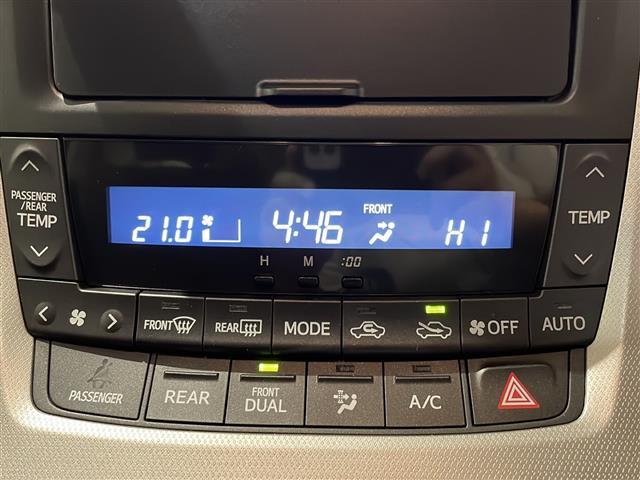 PASSENGER
/REAR
TEMP
FRONT
21.0 4:46 HI
TEMP
H M :00
FRONT REAR MODE OFF AUTO
PASSENGER REAR FRONT
DUAL A/C